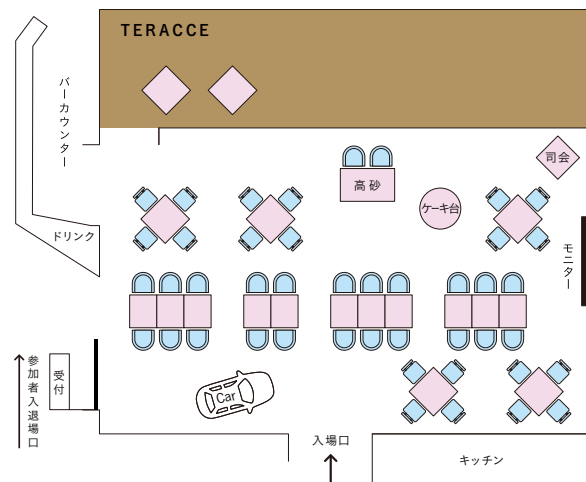 TERACCE
バーカウンター
司会
高砂
ケーキ台
ドリンク
モニター
参加者入退場口
受付
Car
入場口
キッチン